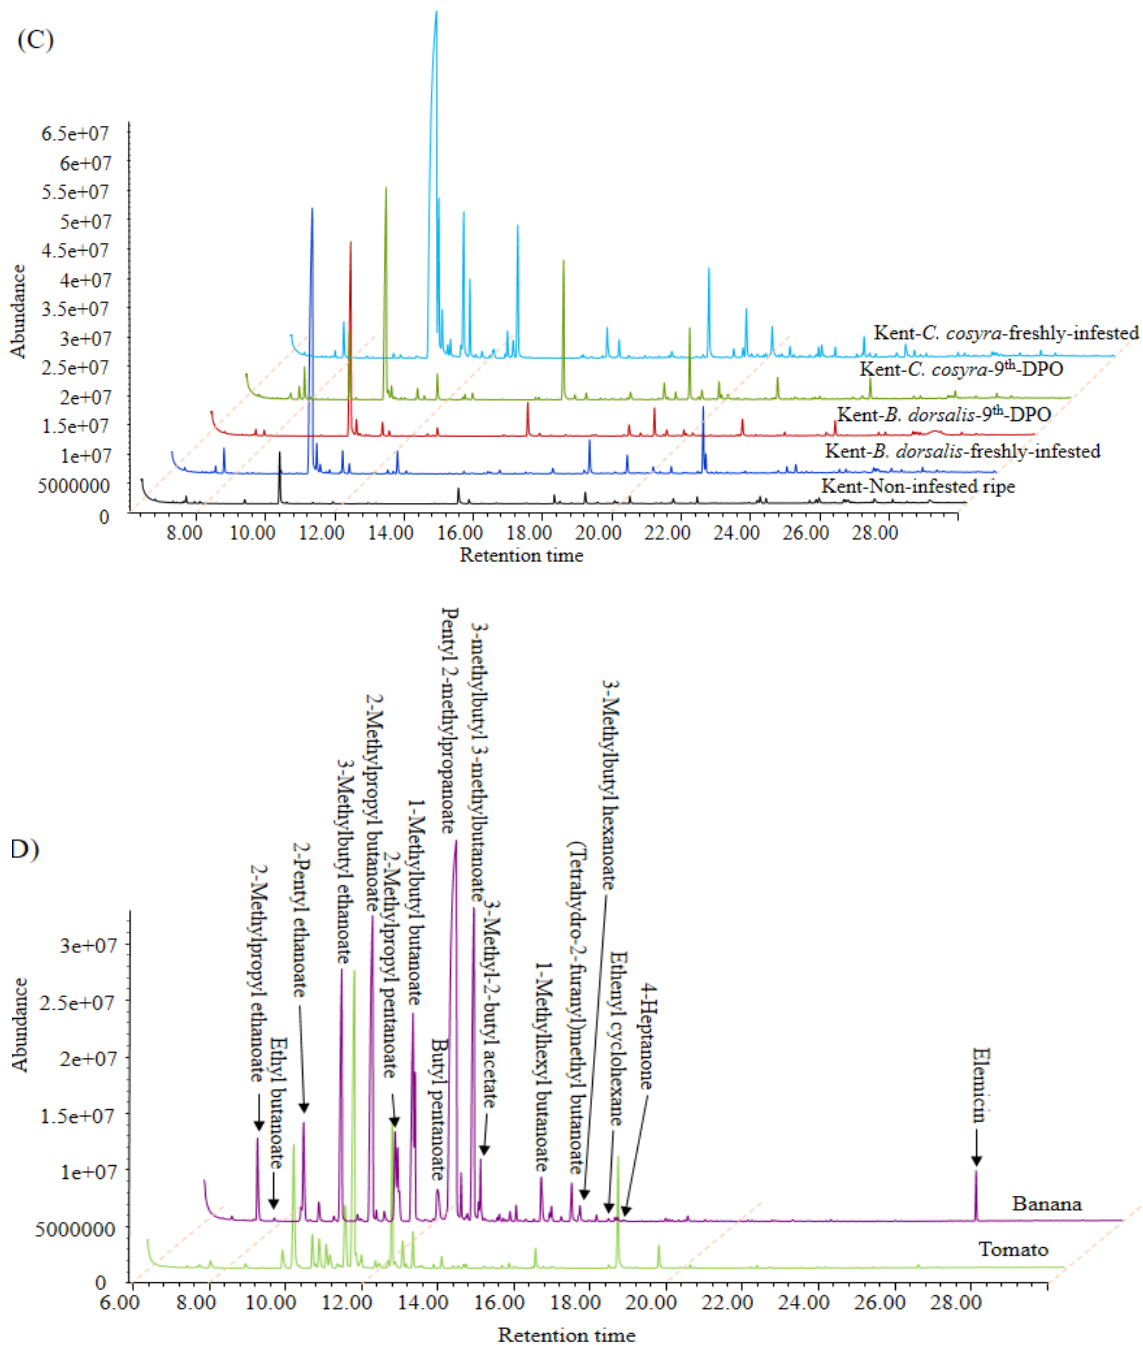 (C)
6.5e+07
6e+07
5.5e+07
5e+07
4.5e+07
4e+07
3.5e+07
3e+07
2.5e+07
2e+07
1.5e+07
1e+07
5000000
0
Abundance
Kent-C. cosyra-freshly-infested
Kent-C. cosyra-9th-DPO
Kent-B. dorsalis-9th-DPO
Kent-B. dorsalis-freshly-infested
Kent-Non-infested ripe
8.00 10.00 12.00 14.00 16.00 18.00 20.00 22.00 24.00 26.00 28.00
Retention time
D)
3e+07
2.5e+07
2e+07
1.5e+07
1e+07
5000000
0
Abundance
2-Methylpropyl ethanoate
Ethyl butanoate
2-Pentyl ethanoate
3-Methylbutyl ethanoate
2-Methylpropyl butanoate
2-Methylpropyl pentanoate
1-Methylbutyl butanoate
Butyl pentanoate
Pentyl 2-methylpropanoate
3-methylbutyl 3-methylbutanoate
3-Methyl-2-butyl acetate
1-Methylhexyl butanoate
(Tetrahydro-2-furanyl)methyl butanoate
3-Methylbutyl hexanoate
Ethenyl cyclohexane
4-Heptanone
Elemicin
Banana
Tomato
6.00 8.00 10.00 12.00 14.00 16.00 18.00 20.00 22.00 24.00 26.00 28.00
Retention time